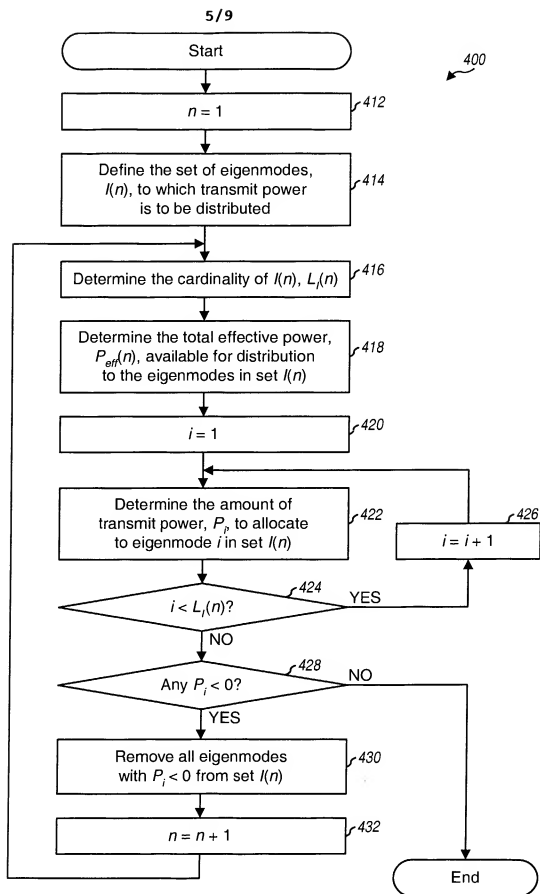 5/9
Start
400
n = 1
412
Define the set of eigenmodes,
I(n), to which transmit power
is to be distributed
414
Determine the cardinality of I(n), L_I(n)
416
Determine the total effective power,
P_eff(n), available for distribution
to the eigenmodes in set I(n)
418
i = 1
420
Determine the amount of
transmit power, P_i, to allocate
to eigenmode i in set I(n)
422
426
i = i + 1
424
i < L_I(n)?
YES
NO
428
Any P_i < 0?
NO
YES
Remove all eigenmodes
with P_i < 0 from set I(n)
430
n = n + 1
432
End